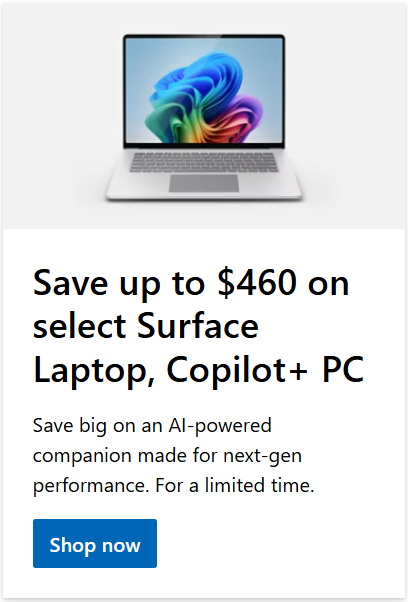 Save up to $460 on
select Surface
Laptop, Copilot+ PC
Save big on an AI-powered
companion made for next-gen
performance. For a limited time.
Shop now